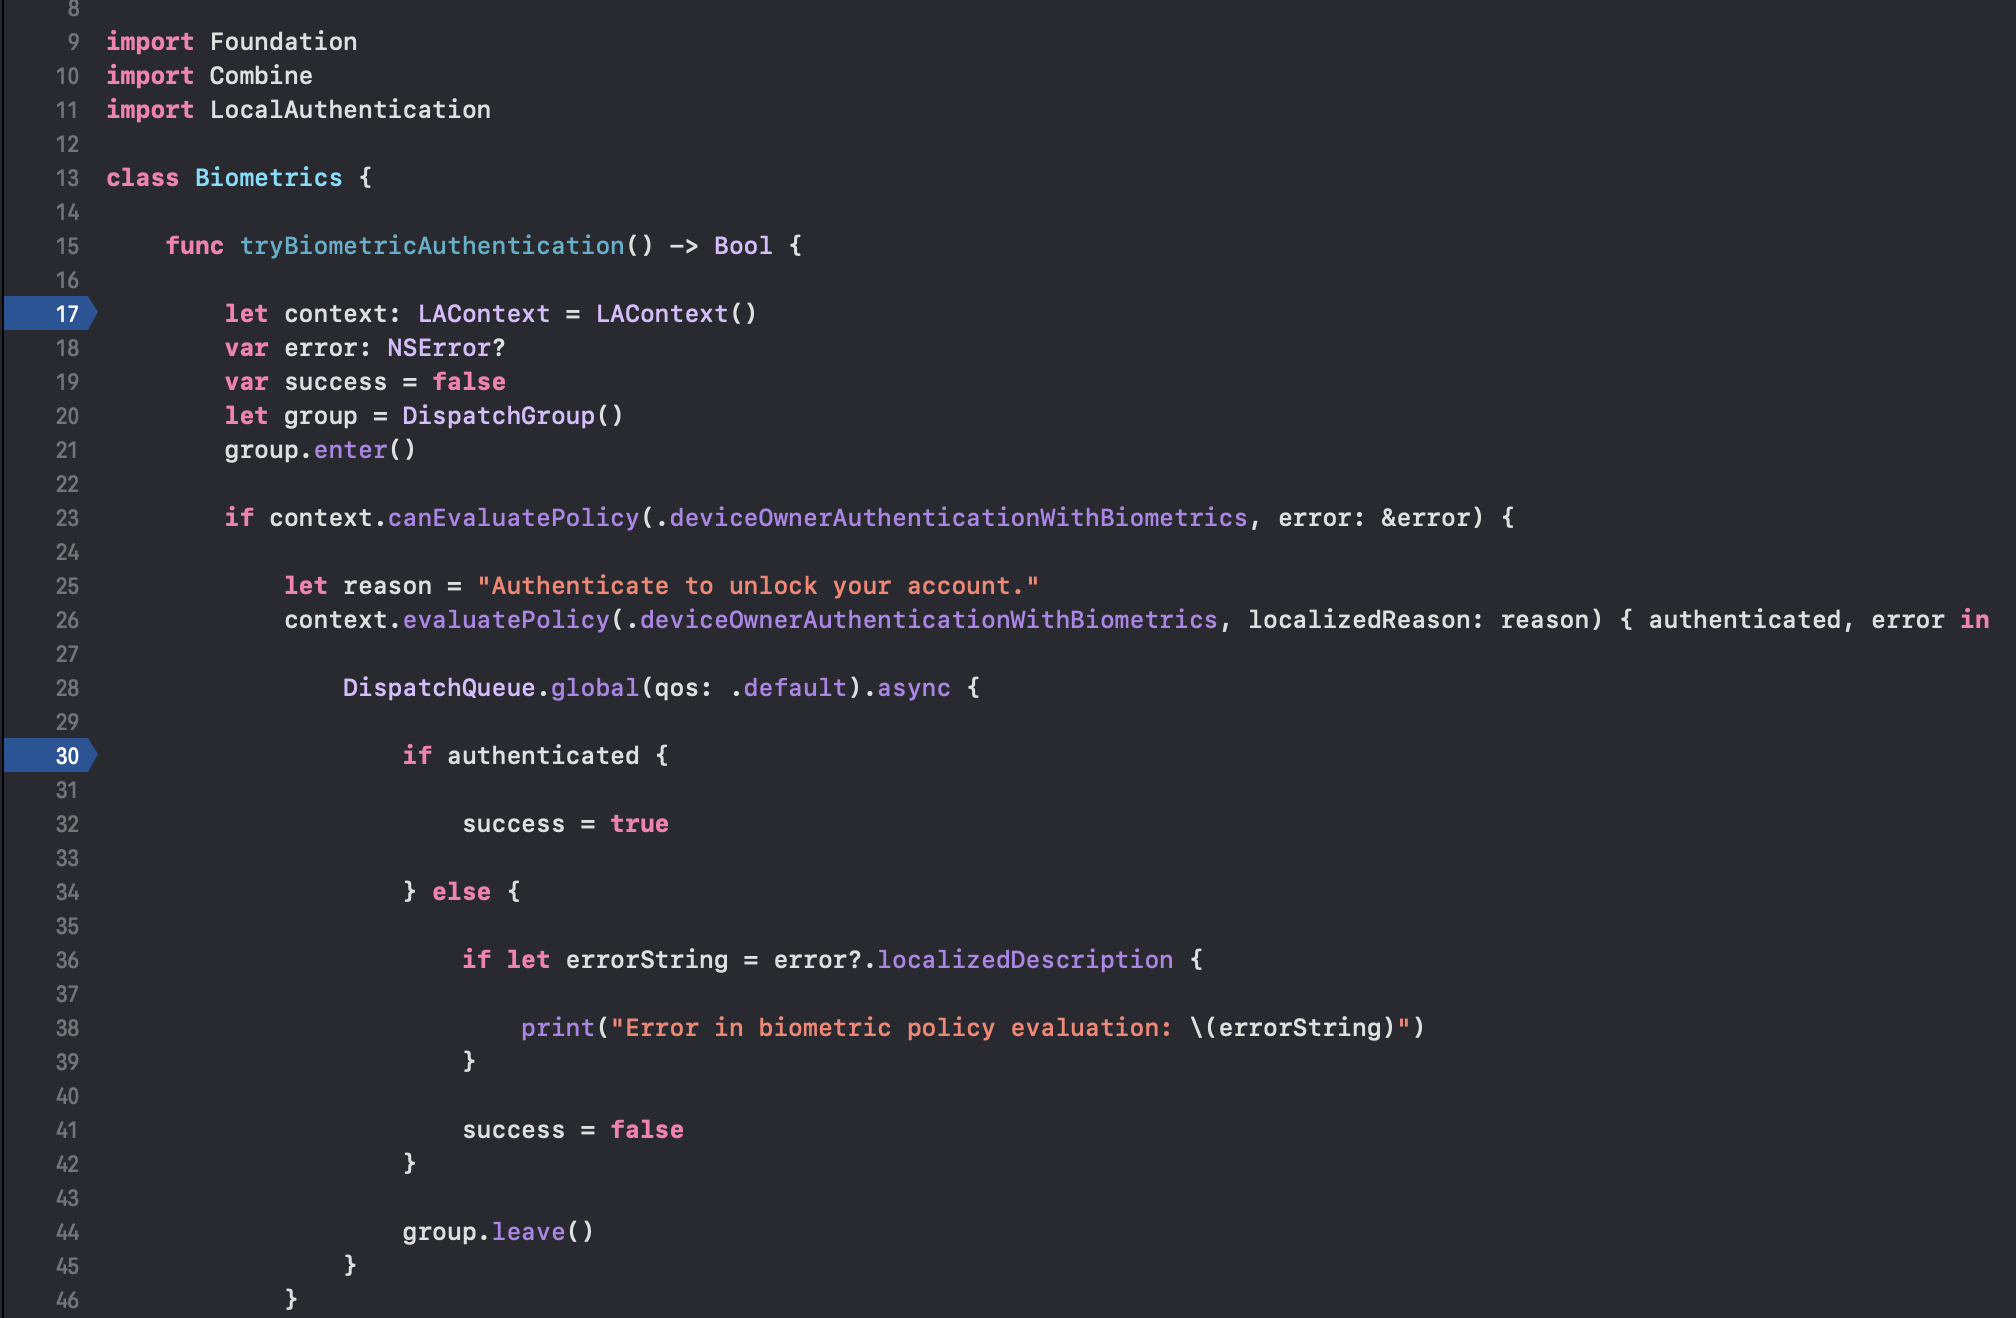 8
9 import Foundation
10 import Combine
11 import LocalAuthentication
12
13 class Biometrics {
14
15     func tryBiometricAuthentication() -> Bool {
16
17         let context: LAContext = LAContext()
18         var error: NSError?
19         var success = false
20         let group = DispatchGroup()
21         group.enter()
22
23         if context.canEvaluatePolicy(.deviceOwnerAuthenticationWithBiometrics, error: &error) {
24
25             let reason = "Authenticate to unlock your account."
26             context.evaluatePolicy(.deviceOwnerAuthenticationWithBiometrics, localizedReason: reason) { authenticated, error in
27
28                 DispatchQueue.global(qos: .default).async {
29
30                     if authenticated {
31
32                         success = true
33
34                     } else {
35
36                         if let errorString = error?.localizedDescription {
37
38                             print("Error in biometric policy evaluation: \(errorString)")
39                         }
40
41                         success = false
42                     }
43
44                     group.leave()
45                 }
46             }